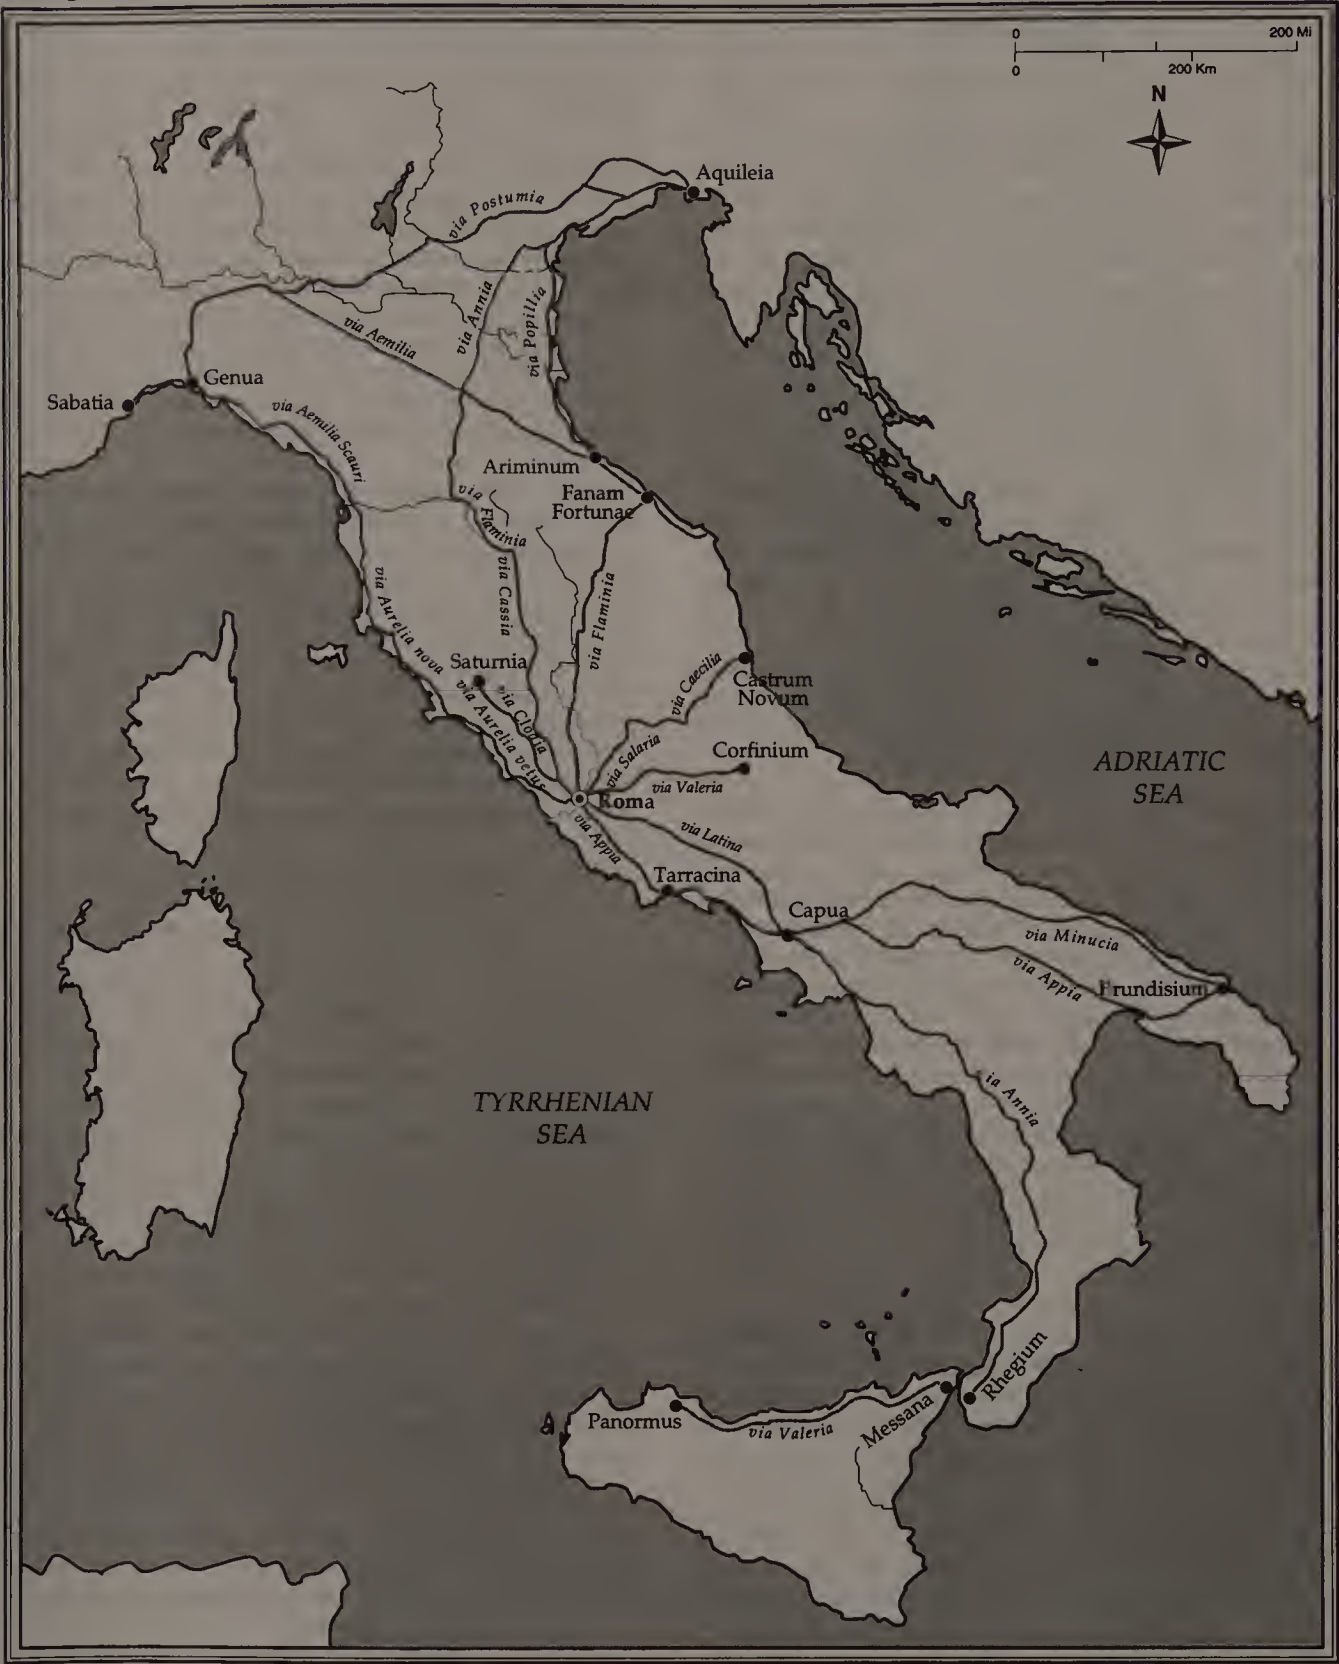 0 200 Mi
0 200 Km
N
Aquileia
via Postumia
via Annia
via Popillia
via Aemilia
Genua
Sabatia
via Aemilia Scauri
Ariminum
Fanam
Fortunae
via
Flaminia
via Cassia
via Flaminia
via Aurelia nova
Saturnia
via Clodia
via Aurelia vetus
via Caecilia
Castrum
Novum
via Salaria
Corfinium
via Valeria
Roma
ADRIATIC
SEA
via Appia
via Latina
Tarracina
Capua
via Minucia
via Appia
Brundisium
TYRRHENIAN
SEA
ia Annia
Rhegium
Messana
Panormus
via Valeria